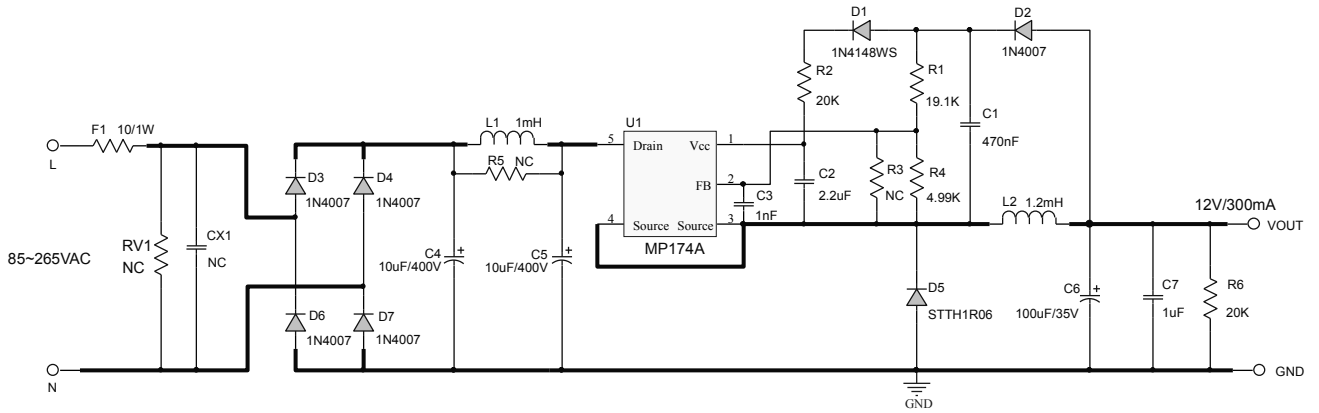 D1
1N4148WS
D2
1N4007
R2
20K
R1
19.1K
C1
470nF
F1 10/1W
L
L1 1mH
R5 NC
U1
5 Drain
Vcc 1
FB 2
4 Source
Source 3
MP174A
C2
2.2uF
C3
1nF
R3
NC
R4
4.99K
L2 1.2mH
12V/300mA
VOUT
D3
1N4007
D4
1N4007
85~265VAC
RV1
NC
CX1
NC
C4
10uF/400V
C5
10uF/400V
D6
1N4007
D7
1N4007
D5
STTH1R06
C6
100uF/35V
C7
1uF
R6
20K
N
GND
GND